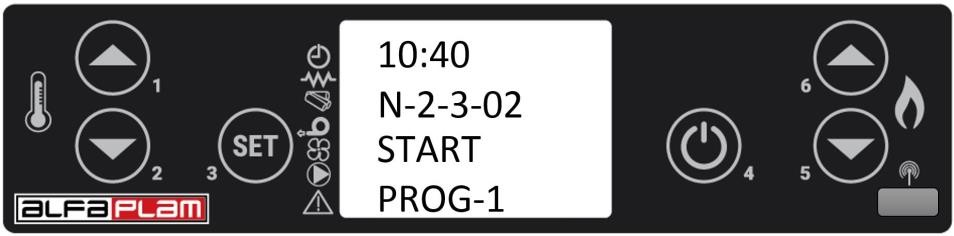 1
2
3
SET
10:40
N-2-3-02
START
PROG-1
4
5
6
ALFAPLAM